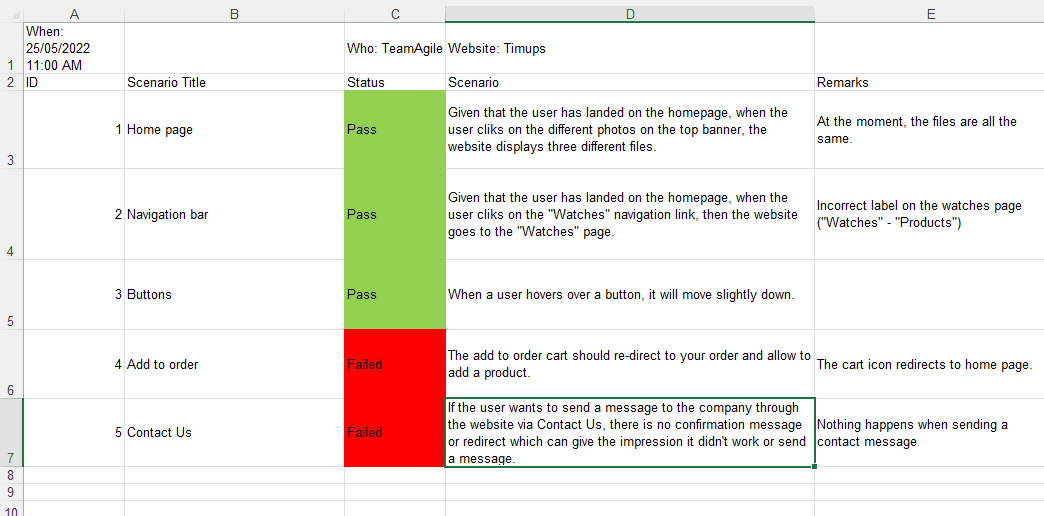 A B C D E
1 When:
25/05/2022
11:00 AM
Who: TeamAgile Website: Timups
2 ID Scenario Title Status Scenario Remarks
3
1 Home page Pass
Given that the user has landed on the homepage, when the
user cliks on the different photos on the top banner, the
website displays three different files.
At the moment, the files are all the
same.
4
2 Navigation bar Pass
Given that the user has landed on the homepage, when the
user cliks on the "Watches" navigation link, then the website
goes to the "Watches" page.
Incorrect label on the watches page
("Watches" - "Products")
5
3 Buttons Pass When a user hovers over a button, it will move slightly down.
6
4 Add to order Failed
The add to order cart should re-direct to your order and allow to
add a product.
The cart icon redirects to home page.
7
5 Contact Us Failed
If the user wants to send a message to the company through
the website via Contact Us, there is no confirmation message
or redirect which can give the impression it didn't work or send
a message.
Nothing happens when sending a
contact message
8
9
10